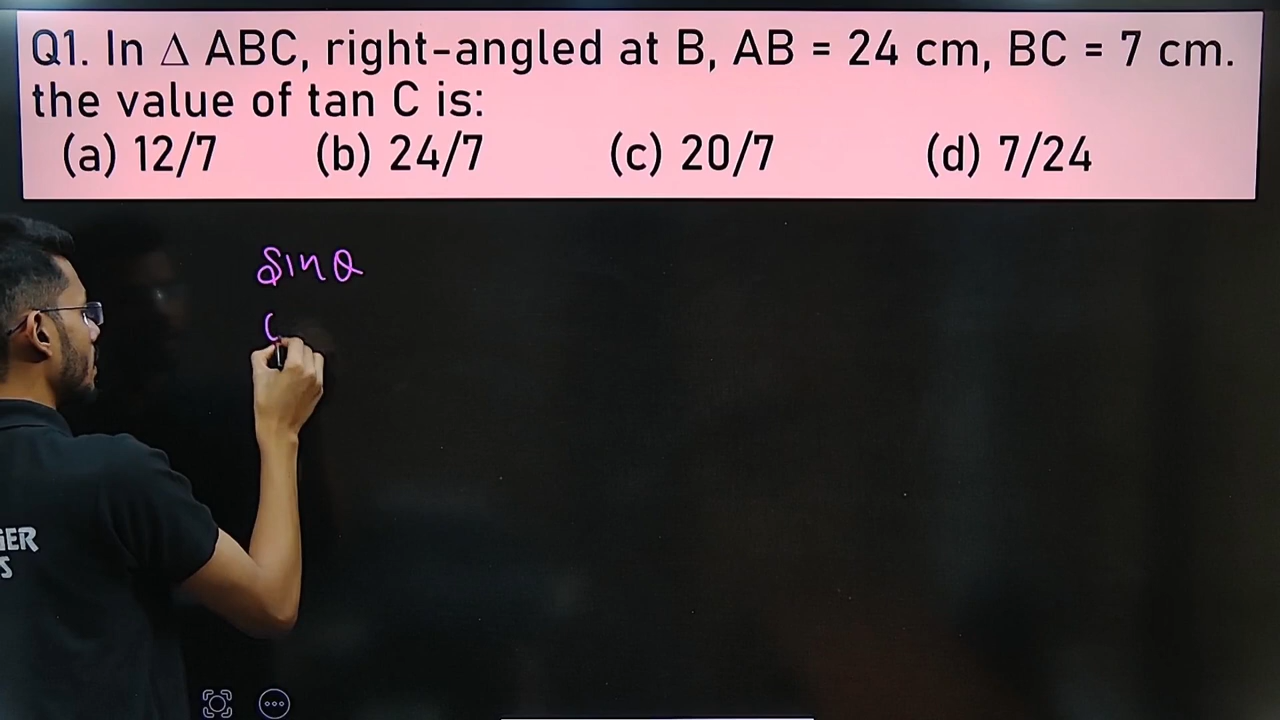 Q1. In Δ ABC, right-angled at B, AB = 24 cm, BC = 7 cm.
the value of tan C is:
(a) 12/7 (b) 24/7 (c) 20/7 (d) 7/24
sinθ